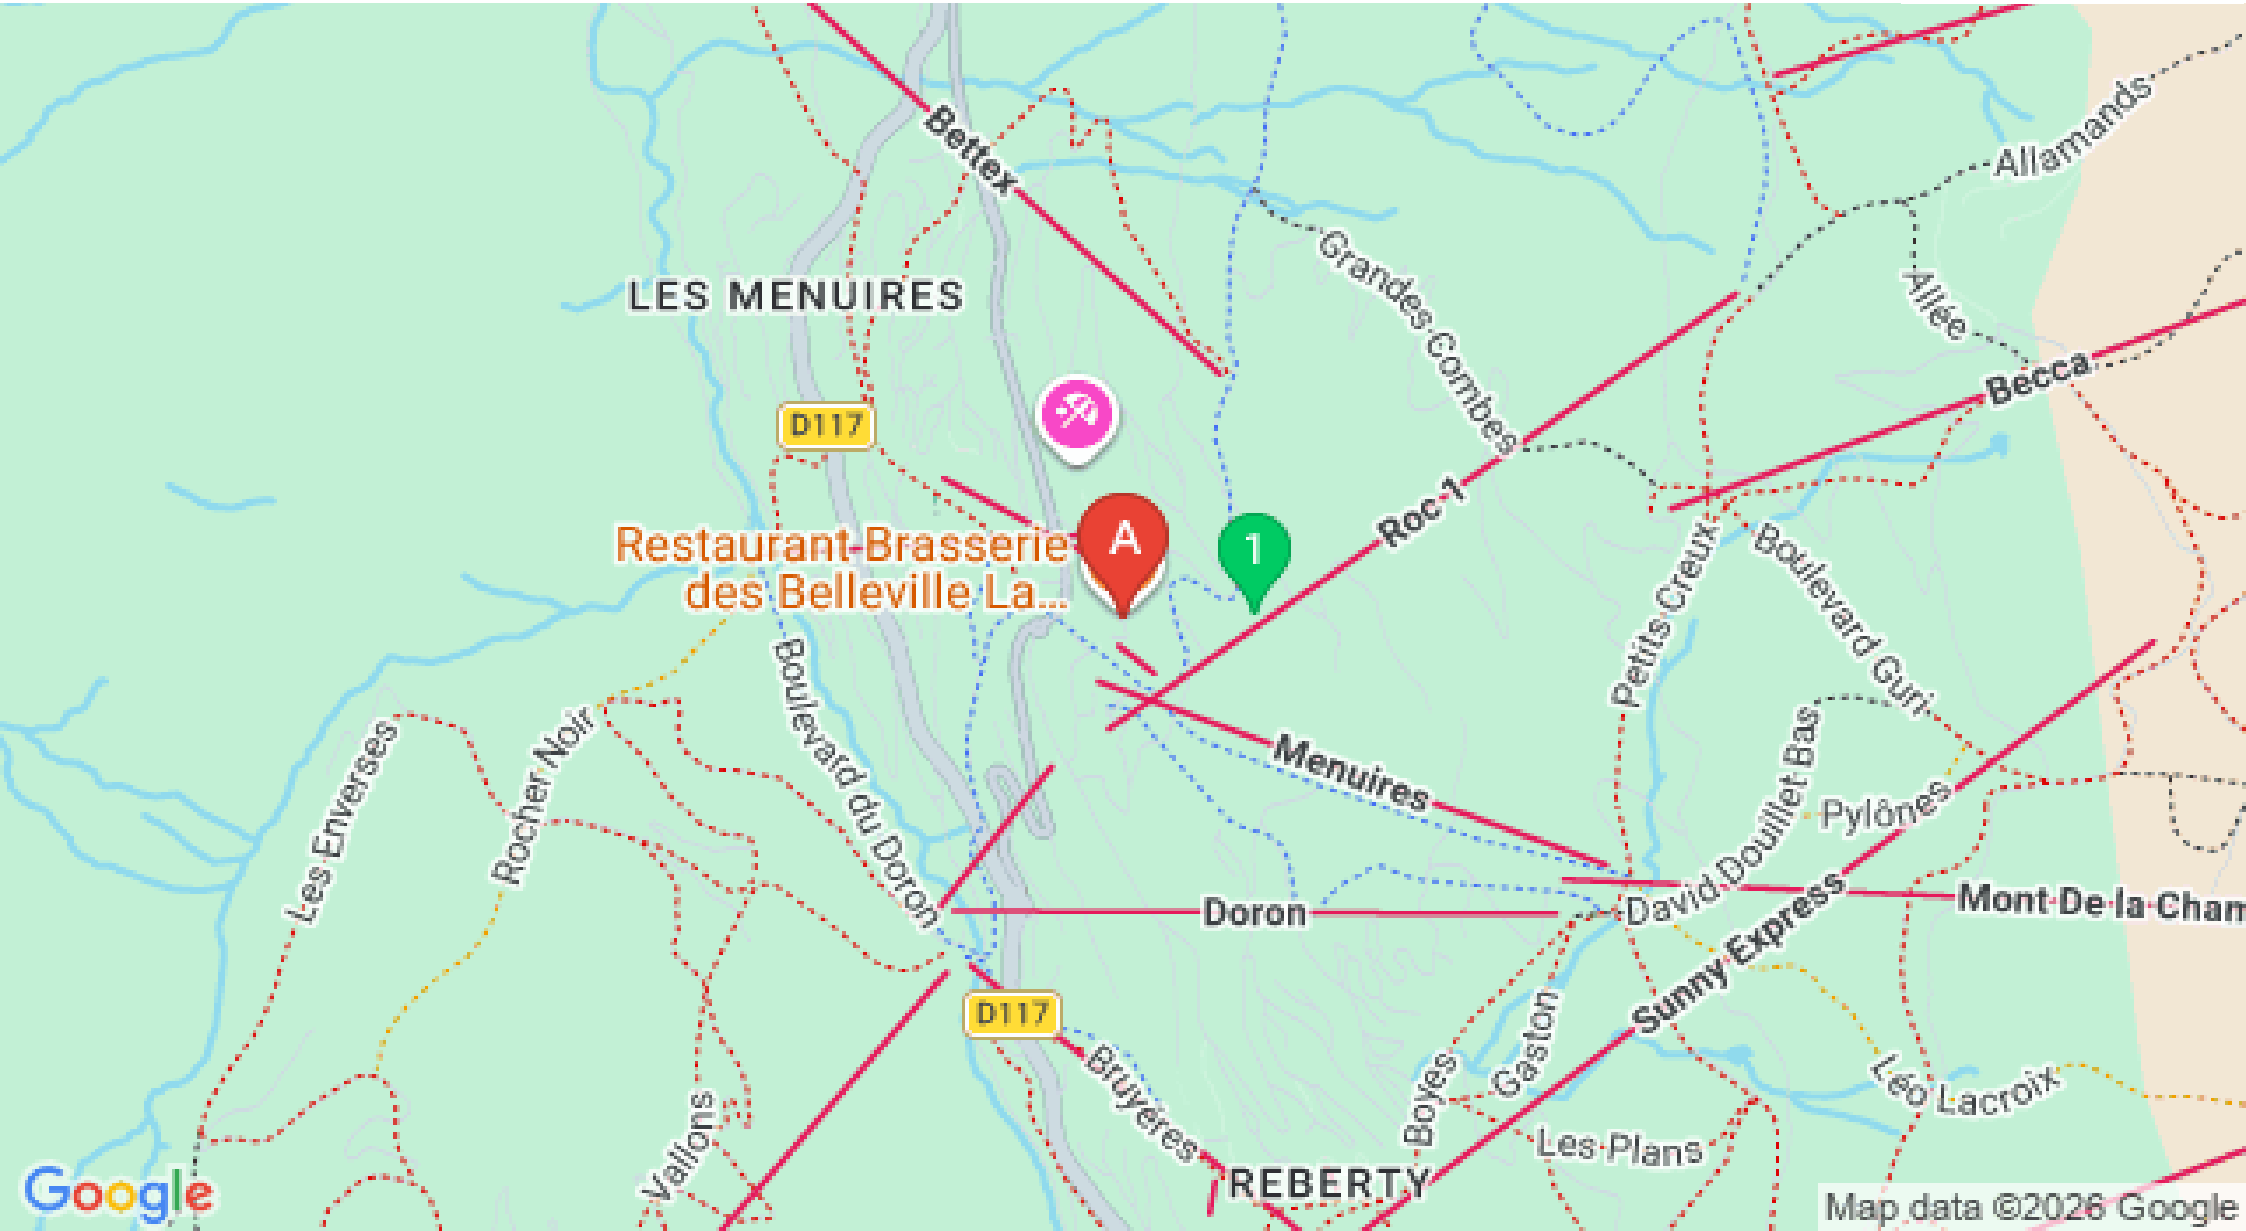 Bettex
Allamands
Grandes Combes
LES MENUIRES
Allée
Becca
D117
Roc 1
A
1
Restaurant Brasserie
des Belleville La...
Petits Creux
Boulevard Guri
Boulevard du Doron
Les Enverses
Rocher Noir
Menuires
David Douillet Bas
Pylônes
Doron
Mont De la Cham
Sunny Express
D117
Gaston
Boyes
Bruyéres
Léo Lacroix
Les Plans
Vallons
REBERTY
Google
Map data ©2026 Google